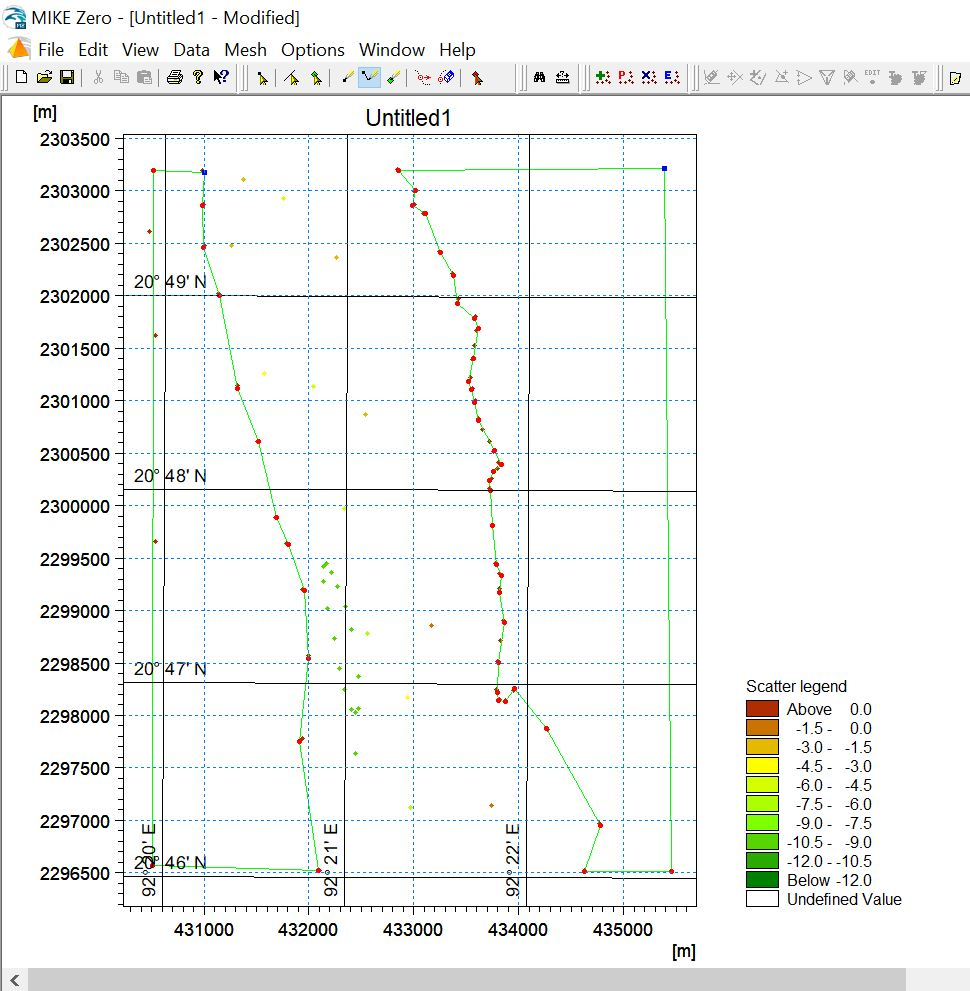 MIKE Zero - [Untitled1 - Modified]
File Edit View Data Mesh Options Window Help
EDIT
[m]
Untitled1
2303500
2303000
2302500
20° 49' N
2302000
2301500
2301000
2300500
20° 48' N
2300000
2299500
2299000
2298500
20° 47' N
2298000
2297500
2297000
20° 46' N
2296500
92° 20' E
92° 21' E
92° 22' E
431000 432000 433000 434000 435000
[m]
Scatter legend
Above 0.0
-1.5 - 0.0
-3.0 - -1.5
-4.5 - -3.0
-6.0 - -4.5
-7.5 - -6.0
-9.0 - -7.5
-10.5 - -9.0
-12.0 - -10.5
Below -12.0
Undefined Value